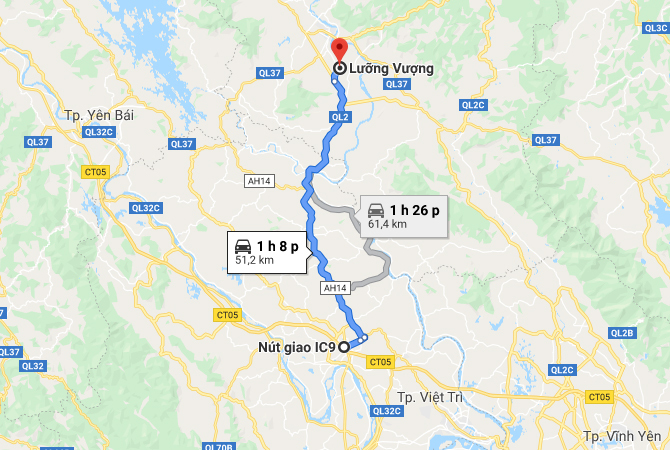 QL3C
Lưỡng Vượng
QL37
QL37
QL2C
Tp. Yên Bái
QL2
QL32C
QL37
QL37
QL37
CT05
AH14
QL32C
1 h 26 p
61,4 km
1 h 8 p
51,2 km
AH14
CT05
QL2B
Nút giao IC9
QL37
CT05
QL32
QL2C
Tp. Việt Trì
CT05
QL32C
Tp. Vĩnh Yên
QL70B